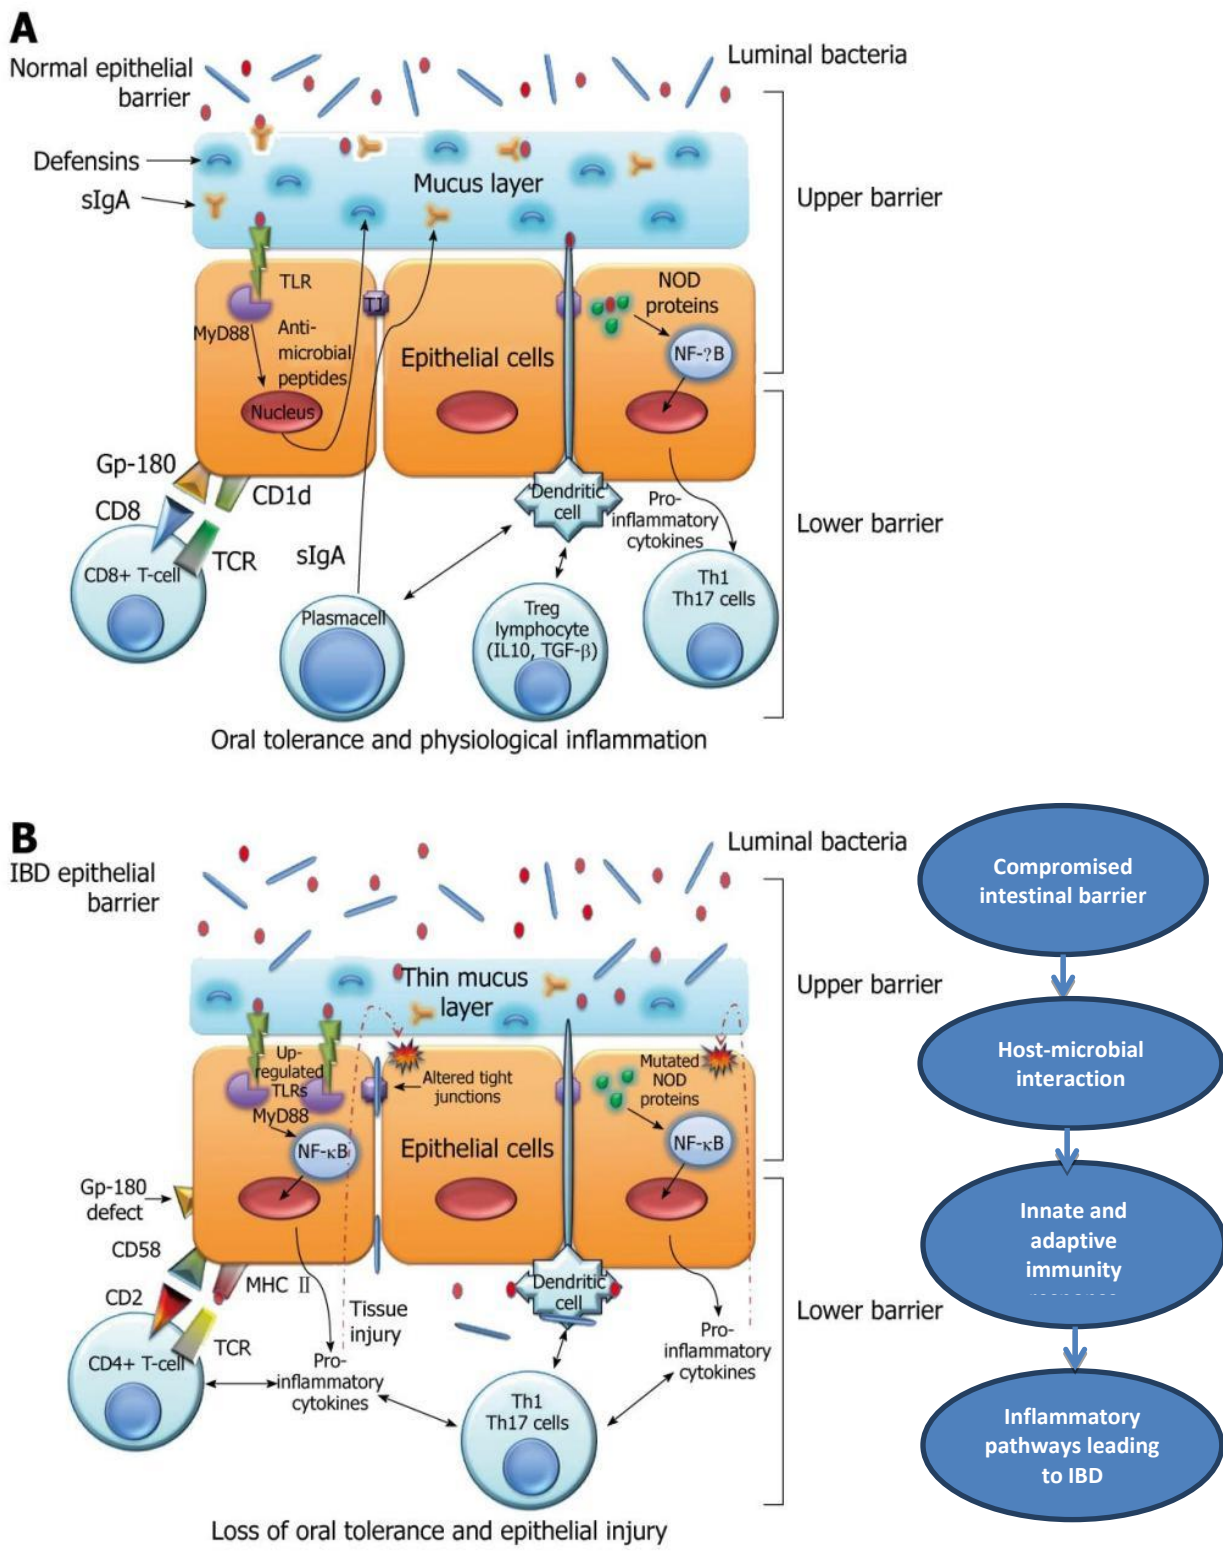 A
Normal epithelial
barrier
Luminal bacteria
Defensins
sIgA
Mucus layer
Upper barrier
TLR
MyD88
Anti-
microbial
peptides
Nucleus
TJ
Epithelial cells
NOD
proteins
NF-?B
Gp-180
CD1d
CD8
TCR
CD8+ T-cell
sIgA
Plasmacell
Dendritic
cell
Pro-
inflammatory
cytokines
Lower barrier
Treg
lymphocyte
(IL10, TGF-β)
Th1
Th17 cells
Oral tolerance and physiological inflammation
B
IBD epithelial
barrier
Luminal bacteria
Thin mucus
layer
Upper barrier
Up-
regulated
TLRs
MyD88
NF-κB
Altered tight
junctions
Epithelial cells
Mutated
NOD
proteins
NF-κB
Gp-180
defect
CD58
CD2
MHC II
TCR
CD4+ T-cell
Tissue
injury
Pro-
inflammatory
cytokines
Dendritic
cell
Th1
Th17 cells
Pro-
inflammatory
cytokines
Lower barrier
Loss of oral tolerance and epithelial injury
Compromised
intestinal barrier
Host-microbial
interaction
Innate and
adaptive
immunity
Inflammatory
pathways leading
to IBD